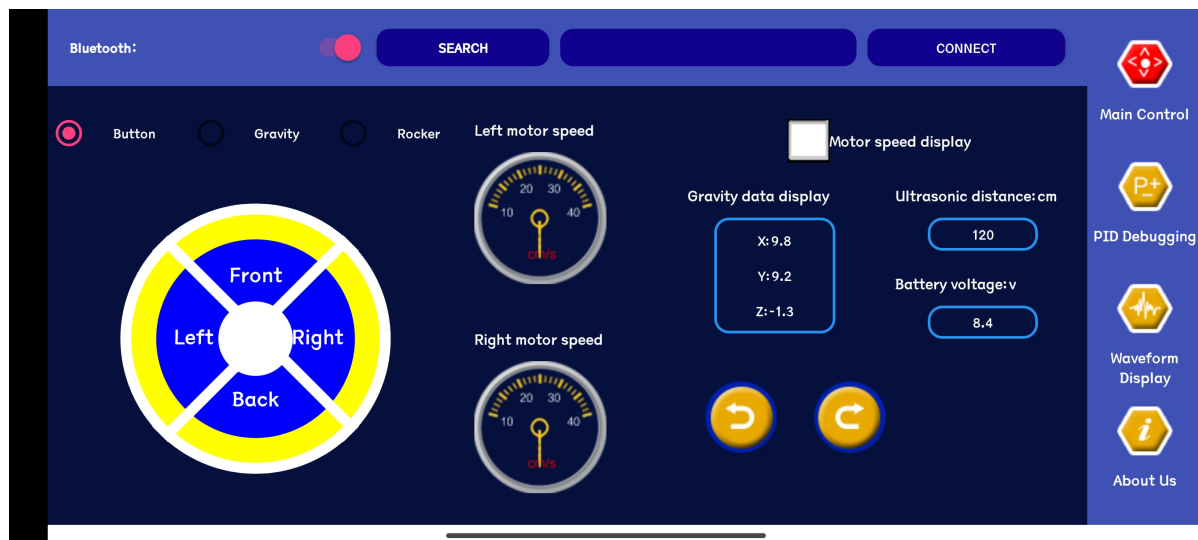 Bluetooth:
SEARCH
CONNECT
Main Control
Button
Gravity
Rocker
Left motor speed
Motor speed display
10 20 30 40
cm/s
Gravity data display
X:9.8
Y:9.2
Z:-1.3
Ultrasonic distance:cm
120
Battery voltage:v
8.4
P±
PID Debugging
Front
Left
Right
Back
Right motor speed
10 20 30 40
cm/s
Waveform
Display
i
About Us